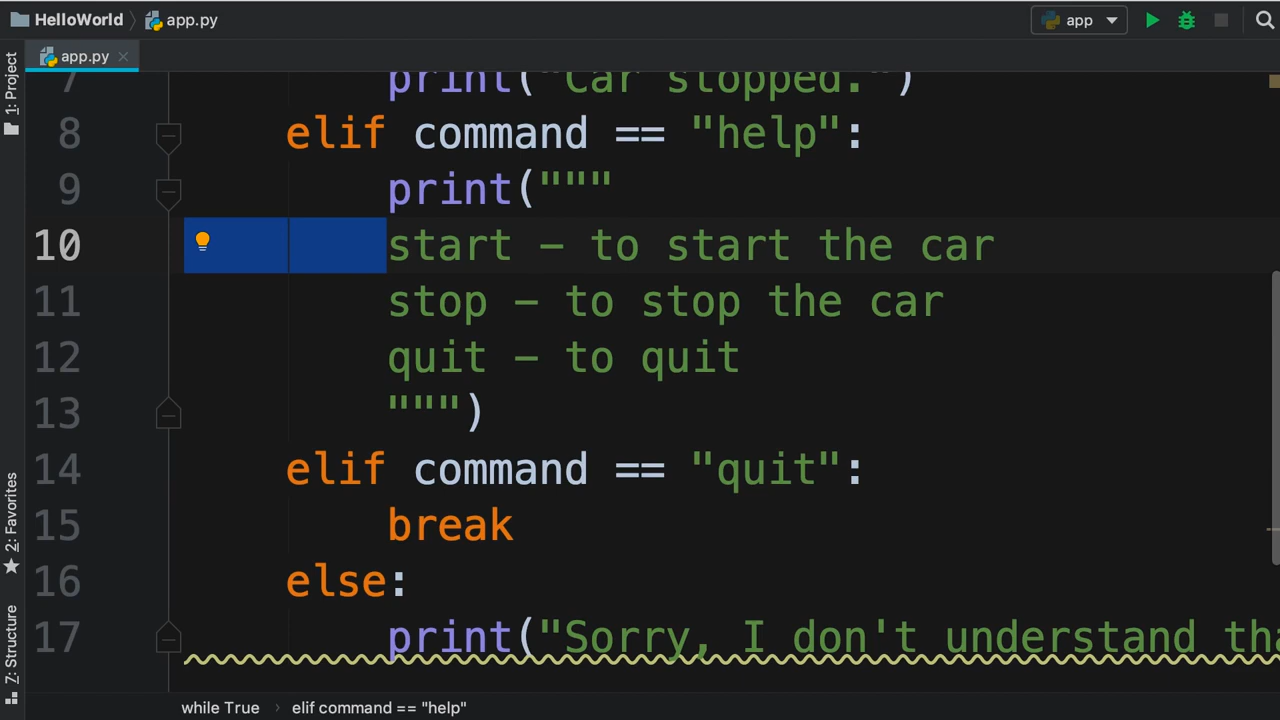 HelloWorld app.py app
app.py
1: Project
7 print("Car stopped.")
8 elif command == "help":
9 print("""
10 start - to start the car
11 stop - to stop the car
12 quit - to quit
13 """)
14 elif command == "quit":
15 break
16 else:
17 print("Sorry, I don't understand tha
2: Favorites
7: Structure
while True elif command == "help"